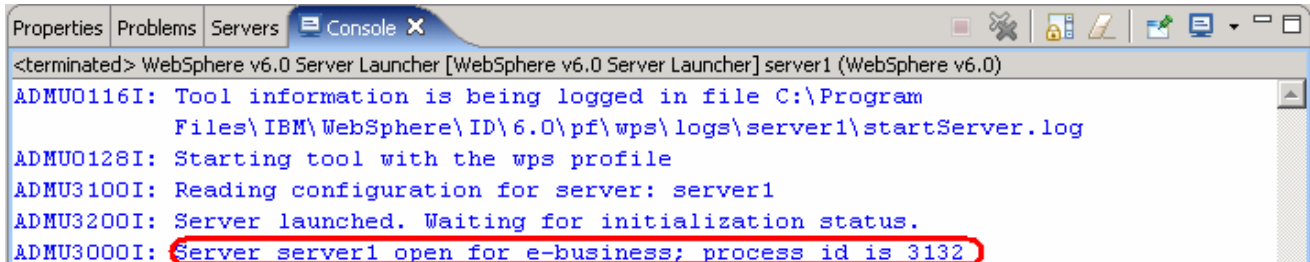 Properties Problems Servers Console
<terminated> WebSphere v6.0 Server Launcher [WebSphere v6.0 Server Launcher] server1 (WebSphere v6.0)
ADMU0116I: Tool information is being logged in file C:\Program
Files\IBM\WebSphere\ID\6.0\pf\wps\logs\server1\startServer.log
ADMU0128I: Starting tool with the wps profile
ADMU3100I: Reading configuration for server: server1
ADMU3200I: Server launched. Waiting for initialization status.
ADMU3000I: Server server1 open for e-business; process id is 3132